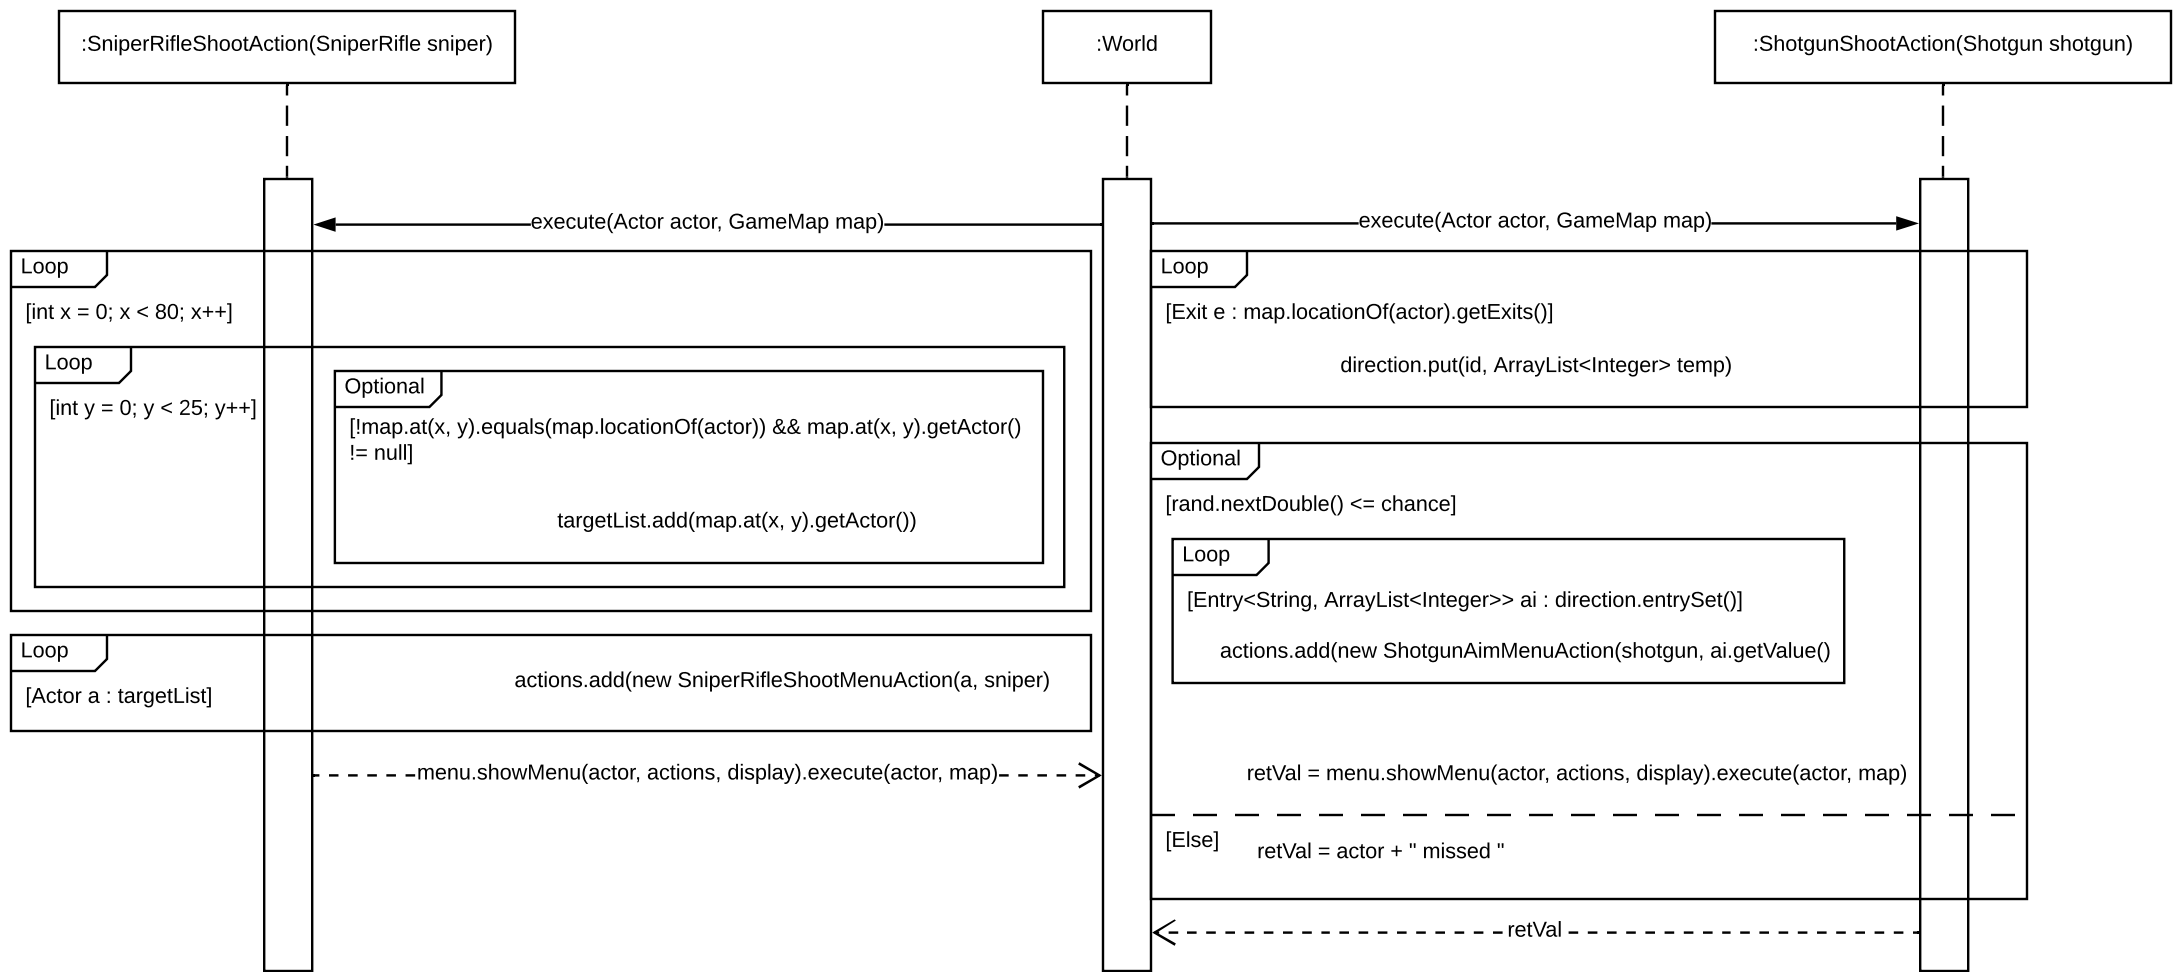 :SniperRifleShootAction(SniperRifle sniper)
:World
:ShotgunShootAction(Shotgun shotgun)
execute(Actor actor, GameMap map)
execute(Actor actor, GameMap map)
Loop
[int x = 0; x < 80; x++]
Loop
[int y = 0; y < 25; y++]
Optional
[!map.at(x, y).equals(map.locationOf(actor)) && map.at(x, y).getActor()
!= null]
targetList.add(map.at(x, y).getActor())
Loop
[Actor a : targetList]
actions.add(new SniperRifleShootMenuAction(a, sniper)
menu.showMenu(actor, actions, display).execute(actor, map)
Loop
[Exit e : map.locationOf(actor).getExits()]
direction.put(id, ArrayList<Integer> temp)
Optional
[rand.nextDouble() <= chance]
Loop
[Entry<String, ArrayList<Integer>> ai : direction.entrySet()]
actions.add(new ShotgunAimMenuAction(shotgun, ai.getValue()
retVal = menu.showMenu(actor, actions, display).execute(actor, map)
[Else]
retVal = actor + " missed "
retVal